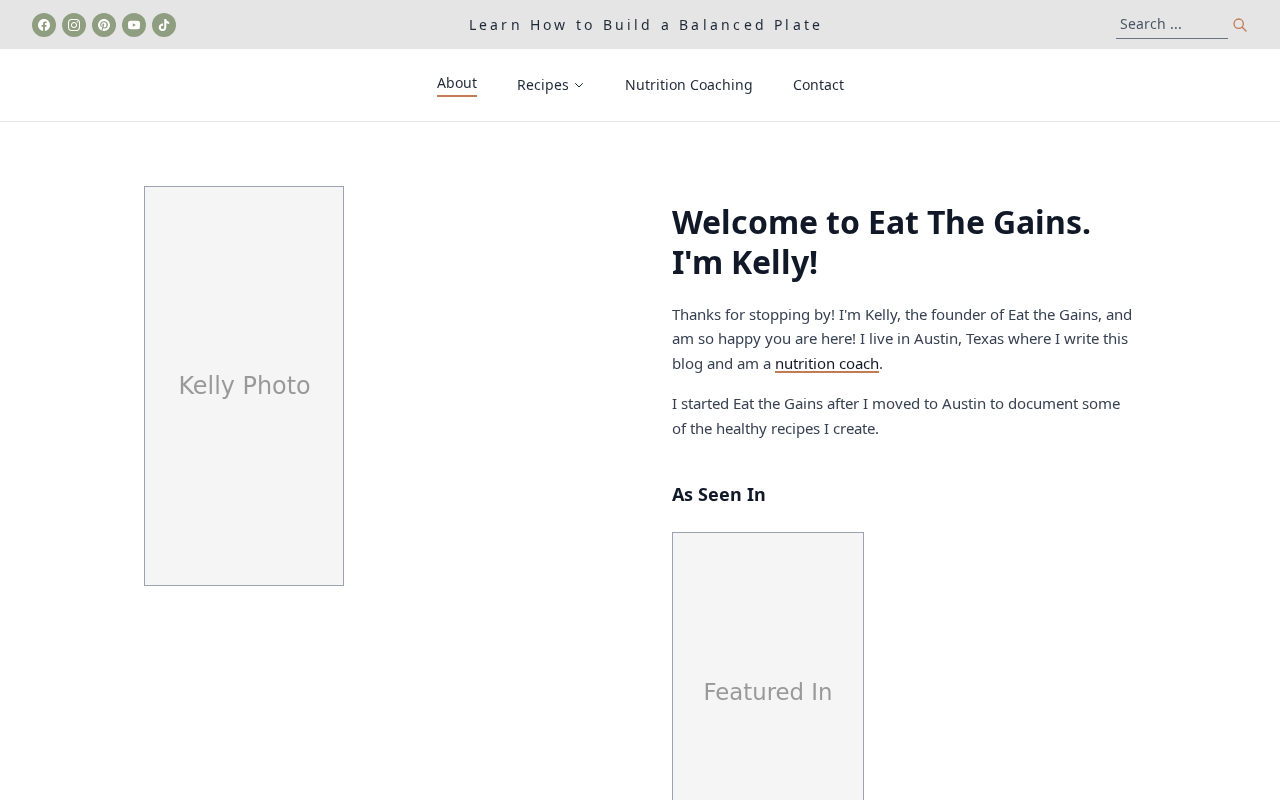 Learn How to Build a Balanced Plate
Search ...
About
Recipes
Nutrition Coaching
Contact
Kelly Photo
Welcome to Eat The Gains.
I'm Kelly!
Thanks for stopping by! I'm Kelly, the founder of Eat the Gains, and
am so happy you are here! I live in Austin, Texas where I write this
blog and am a nutrition coach.
I started Eat the Gains after I moved to Austin to document some
of the healthy recipes I create.
As Seen In
Featured In